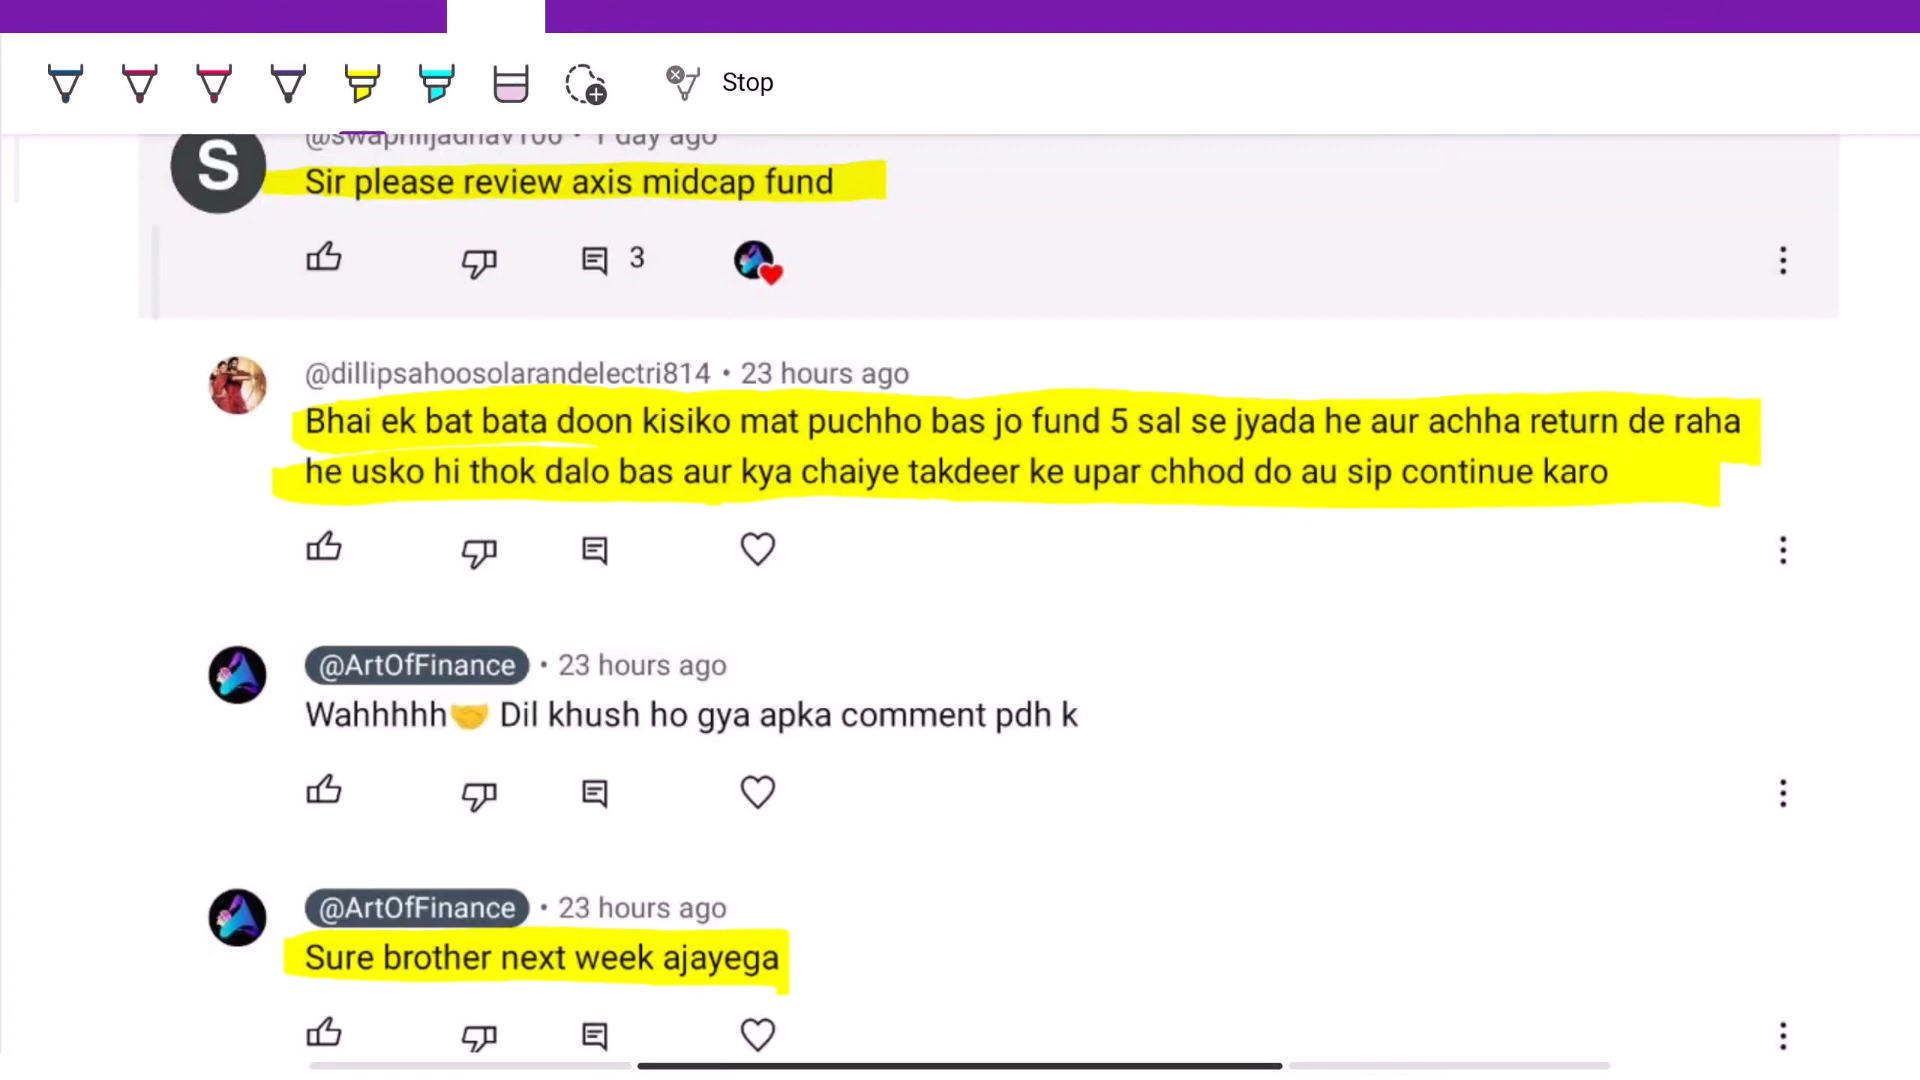 Stop
S
1 day ago
Sir please review axis midcap fund
3
@dillipsahoosolarandelectri814 • 23 hours ago
Bhai ek bat bata doon kisiko mat puchho bas jo fund 5 sal se jyada he aur achha return de raha
he usko hi thok dalo bas aur kya chaiye takdeer ke upar chhod do au sip continue karo
@ArtOfFinance • 23 hours ago
Wahhhhh🤝 Dil khush ho gya apka comment pdh k
@ArtOfFinance • 23 hours ago
Sure brother next week ajayega